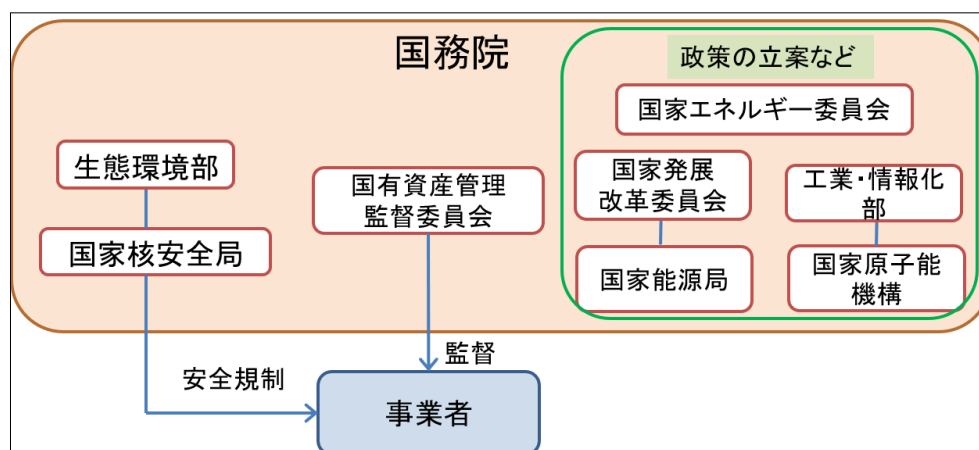 国務院
政策の立案など
国家エネルギー委員会
生態環境部
国有資産管理
監督委員会
国家発展
改革委員会
工業・情報化
部
国家核安全局
国家能源局
国家原子能
機構
監督
安全規制
事業者